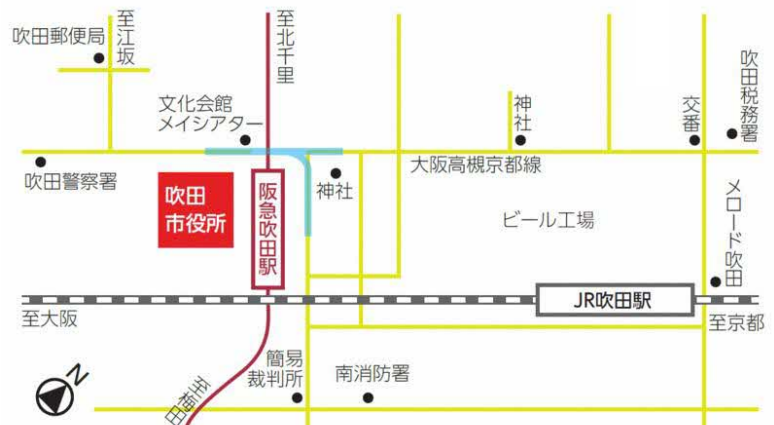 吹田郵便局
至江坂
至北千里
文化会館
メイシアター
神社
交番
吹田税務署
大阪高槻京都線
吹田警察署
吹田
市役所
阪急吹田駅
神社
ビール工場
メロード吹田
JR吹田駅
至大阪
至京都
簡易
裁判所
南消防署
至梅田
N